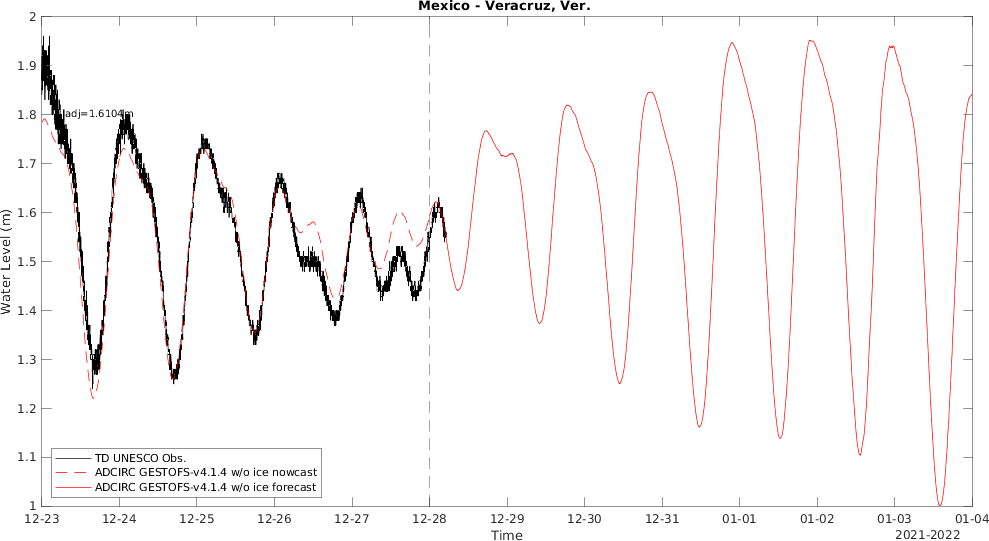 Mexico - Veracruz, Ver.
2
1.9
1.8
1.7
1.6
1.5
1.4
1.3
1.2
1.1
1
Water Level (m)
adj=1.6104m
TD UNESCO Obs.
ADCIRC GESTOFS-v4.1.4 w/o ice nowcast
ADCIRC GESTOFS-v4.1.4 w/o ice forecast
12-23 12-24 12-25 12-26 12-27 12-28 12-29 12-30 12-31 01-01 01-02 01-03 01-04
Time
2021-2022